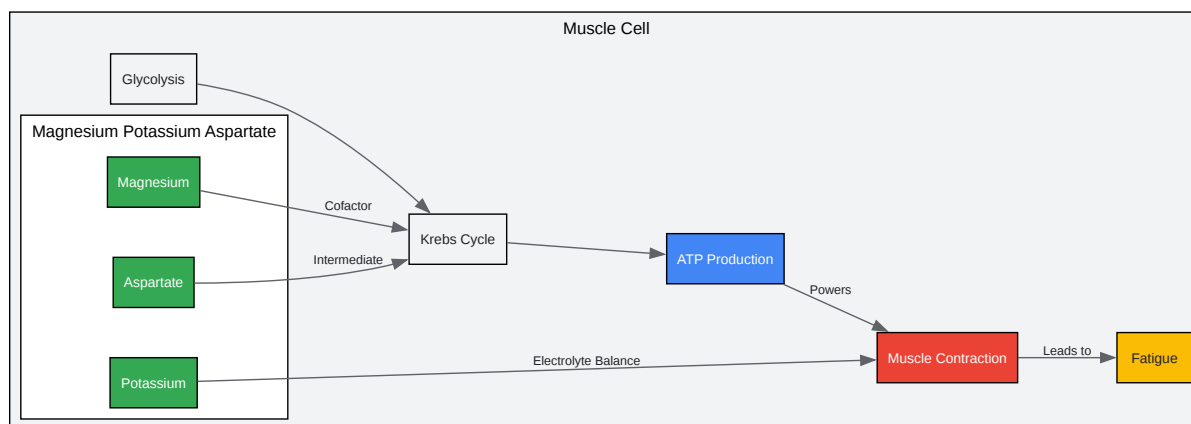 Muscle Cell
Glycolysis
Magnesium Potassium Aspartate
Magnesium
Cofactor
Krebs Cycle
Intermediate
Aspartate
ATP Production
Powers
Potassium
Electrolyte Balance
Muscle Contraction
Leads to
Fatigue